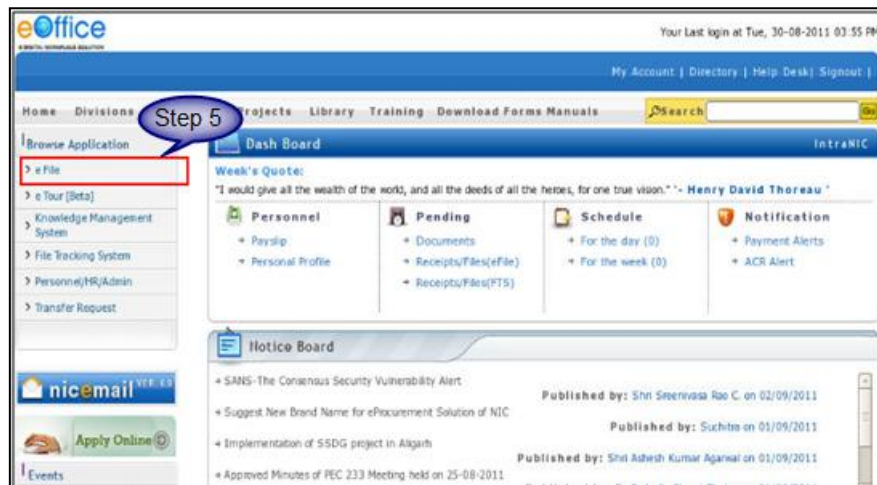 eOffice
A DIGITAL WORKPLACE SOLUTION
Your Last login at Tue, 30-08-2011 03:55 PM
My Account | Directory | Help Desk| Signout |
Home Divisions Projects Library Training Download Forms Manuals Search Go
Step 5
Browse Application
e File
e Tour [Beta]
Knowledge Management
System
File Tracking System
Personnel/HR/Admin
Transfer Request
nicemail VER 4.0
Apply Online
Events
Dash Board IntraNIC
Week's Quote:
"I would give all the wealth of the world, and all the deeds of all the heroes, for one true vision." '- Henry David Thoreau '
Personnel
Payslip
Personal Profile
Pending
Documents
Receipts/Files(eFile)
Receipts/Files(FTS)
Schedule
For the day (0)
For the week (0)
Notification
Payment Alerts
ACR Alert
Notice Board
SANS-The Consensus Security Vulnerability Alert
Published by: Shri Sreenivasa Rao C. on 02/09/2011
Suggest New Brand Name for eProcurement Solution of NIC
Published by: Suchitra on 01/09/2011
Implementation of SSDG project in Aligarh
Published by: Shri Ashesh Kumar Agarwal on 01/09/2011
Approved Minutes of PEC 233 Meeting held on 25-08-2011